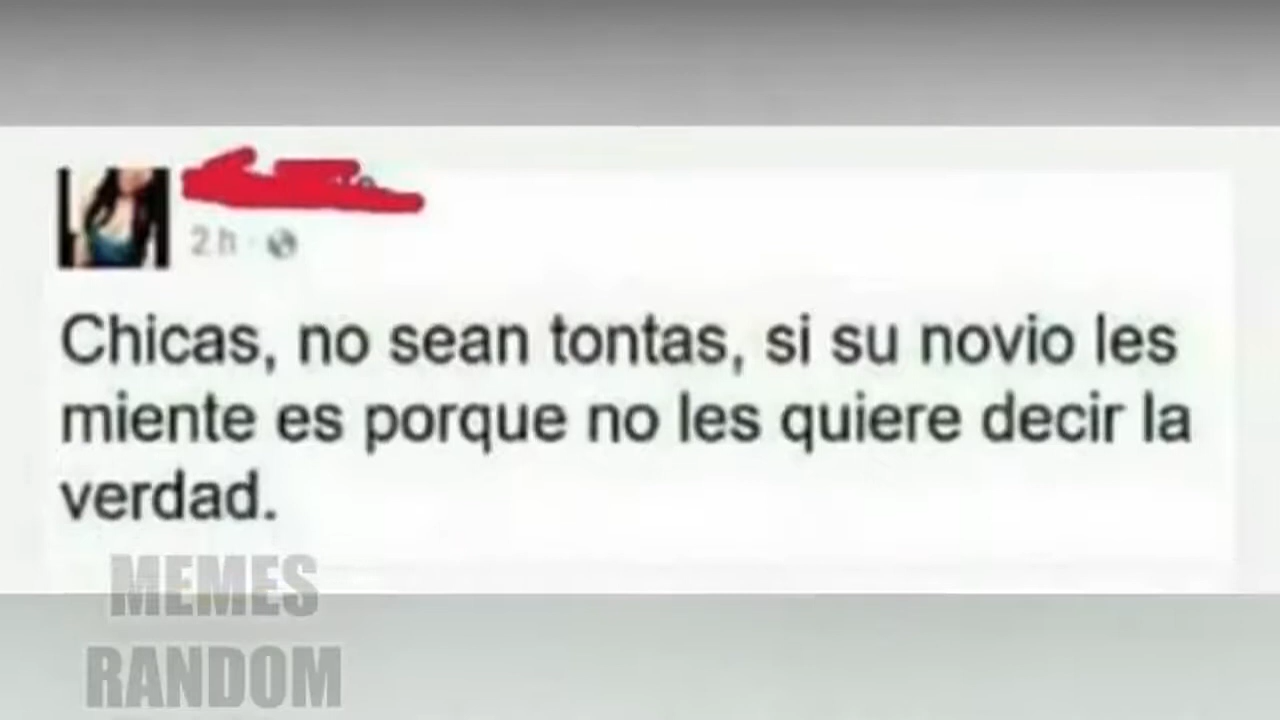 2 h
Chicas, no sean tontas, si su novio les
miente es porque no les quiere decir la
verdad.
MEMES
RANDOM